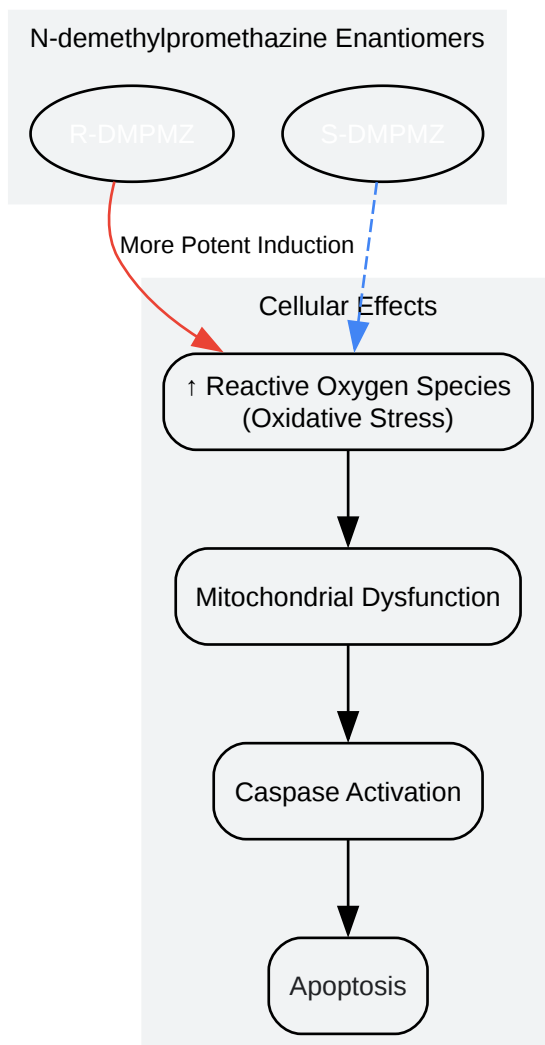 N-demethylpromethazine Enantiomers
R-DMPMZ
S-DMPMZ
More Potent Induction
Cellular Effects
↑ Reactive Oxygen Species
(Oxidative Stress)
Mitochondrial Dysfunction
Caspase Activation
Apoptosis